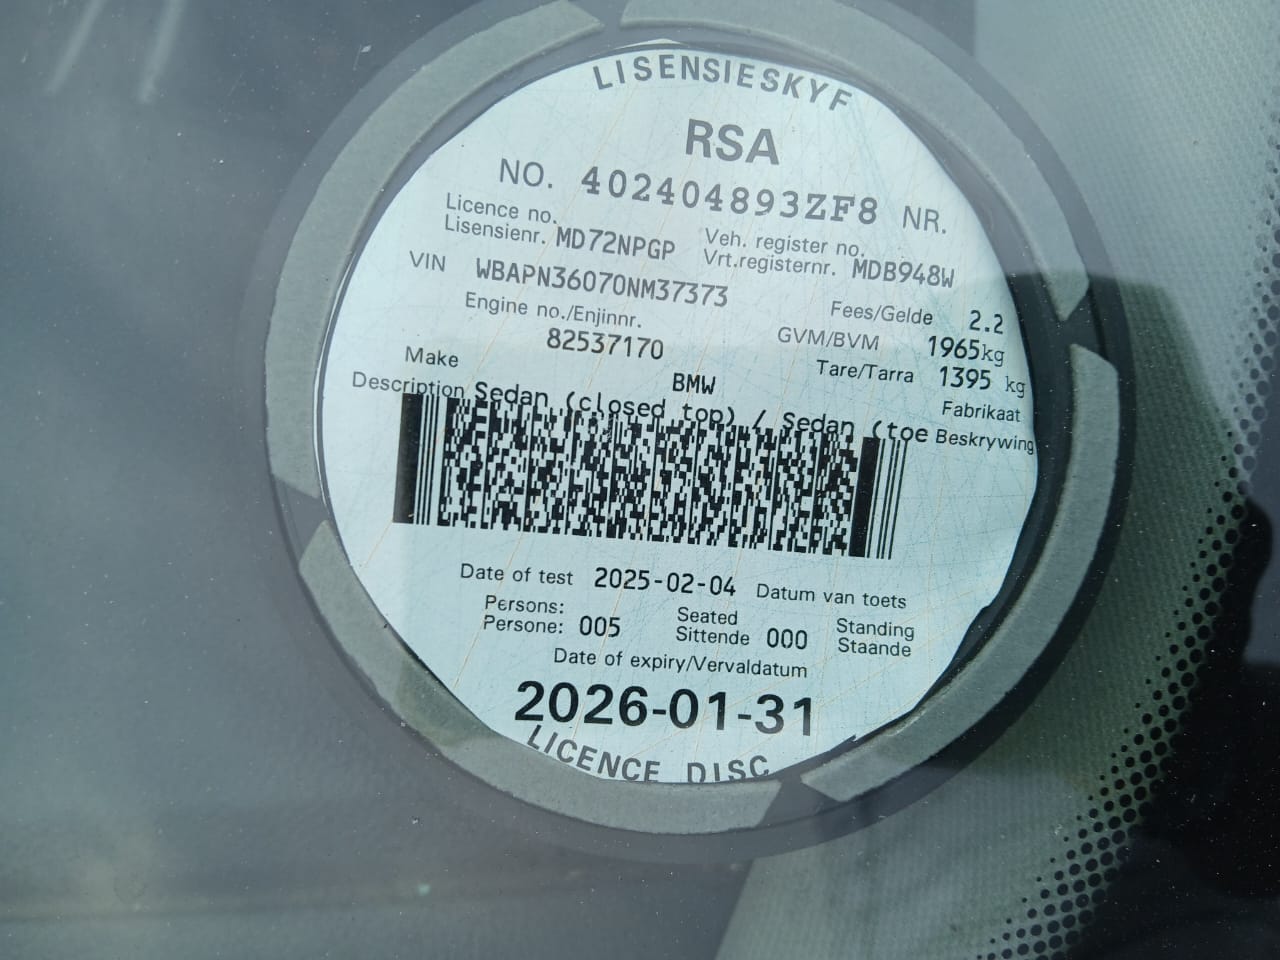 LISENSIESKYF
RSA
NO. 402404893ZF8 NR.
Licence no. Veh. register no.
Lisensienr. MD72NPGP Vrt.registernr. MDB948W
VIN WBAPN36070NM37373 Fees/Gelde 2.2
Engine no./Enjinnr. GVM/BVM 1965kg
82537170 Tare/Tarra 1395 kg
Make BMW Fabrikaat
Description Sedan (closed top) / Sedan (toe Beskrywing
Date of test 2025-02-04 Datum van toets
Persons: Seated Standing
Persone: 005 Sittende 000 Staande
Date of expiry/Vervaldatum
2026-01-31
LICENCE DISC